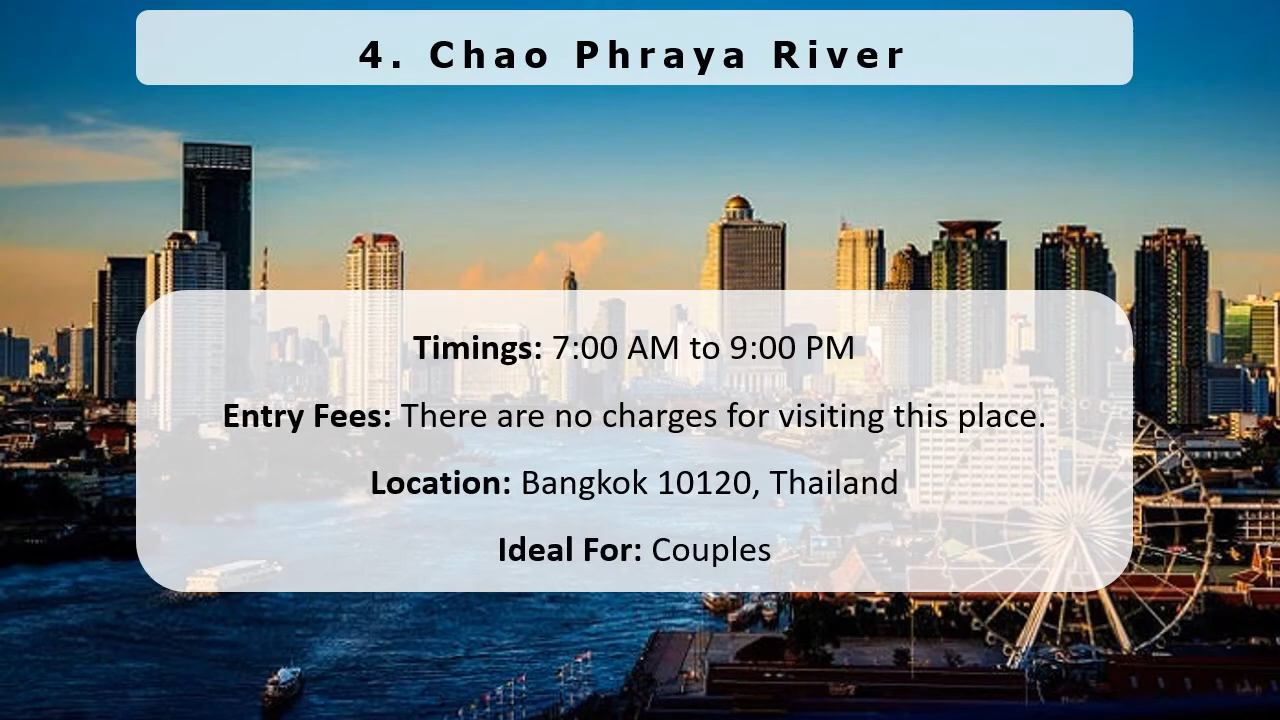 4. Chao Phraya River
Timings: 7:00 AM to 9:00 PM
Entry Fees: There are no charges for visiting this place.
Location: Bangkok 10120, Thailand
Ideal For: Couples